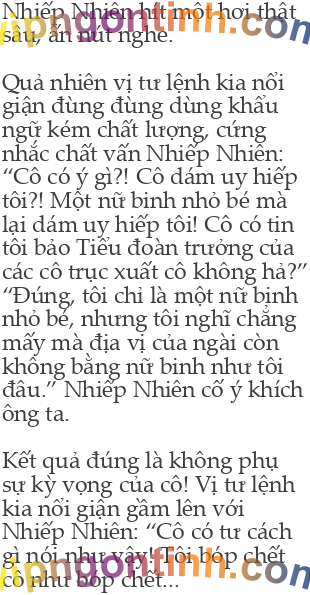 Nhiếp Nhiên hít một hơi thật
sâu, ấn nút nghe.
Quả nhiên vị tư lệnh kia nổi
giận đùng đùng dùng khẩu
ngữ kém chất lượng, cứng
nhắc chất vấn Nhiếp Nhiên:
“Cô có ý gì?! Cô dám uy hiếp
tôi?! Một nữ binh nhỏ bé mà
lại dám uy hiếp tôi! Cô có tin
tôi bảo Tiểu đoàn trưởng của
các cô trục xuất cô không hả?”
“Đúng, tôi chỉ là một nữ binh
nhỏ bé, nhưng tôi nghĩ chẳng
mấy mà địa vị của ngài còn
không bằng nữ binh như tôi
đâu.” Nhiếp Nhiên cố ý khích
ông ta.
Kết quả đúng là không phụ
sự kỳ vọng của cô! Vị tư lệnh
kia nổi giận gầm lên với
Nhiếp Nhiên: “Cô có tư cách
gì nói như vậy! Tôi bóp chết
cô như bóp chết...
vipngontinh.com
vipngontinh.com